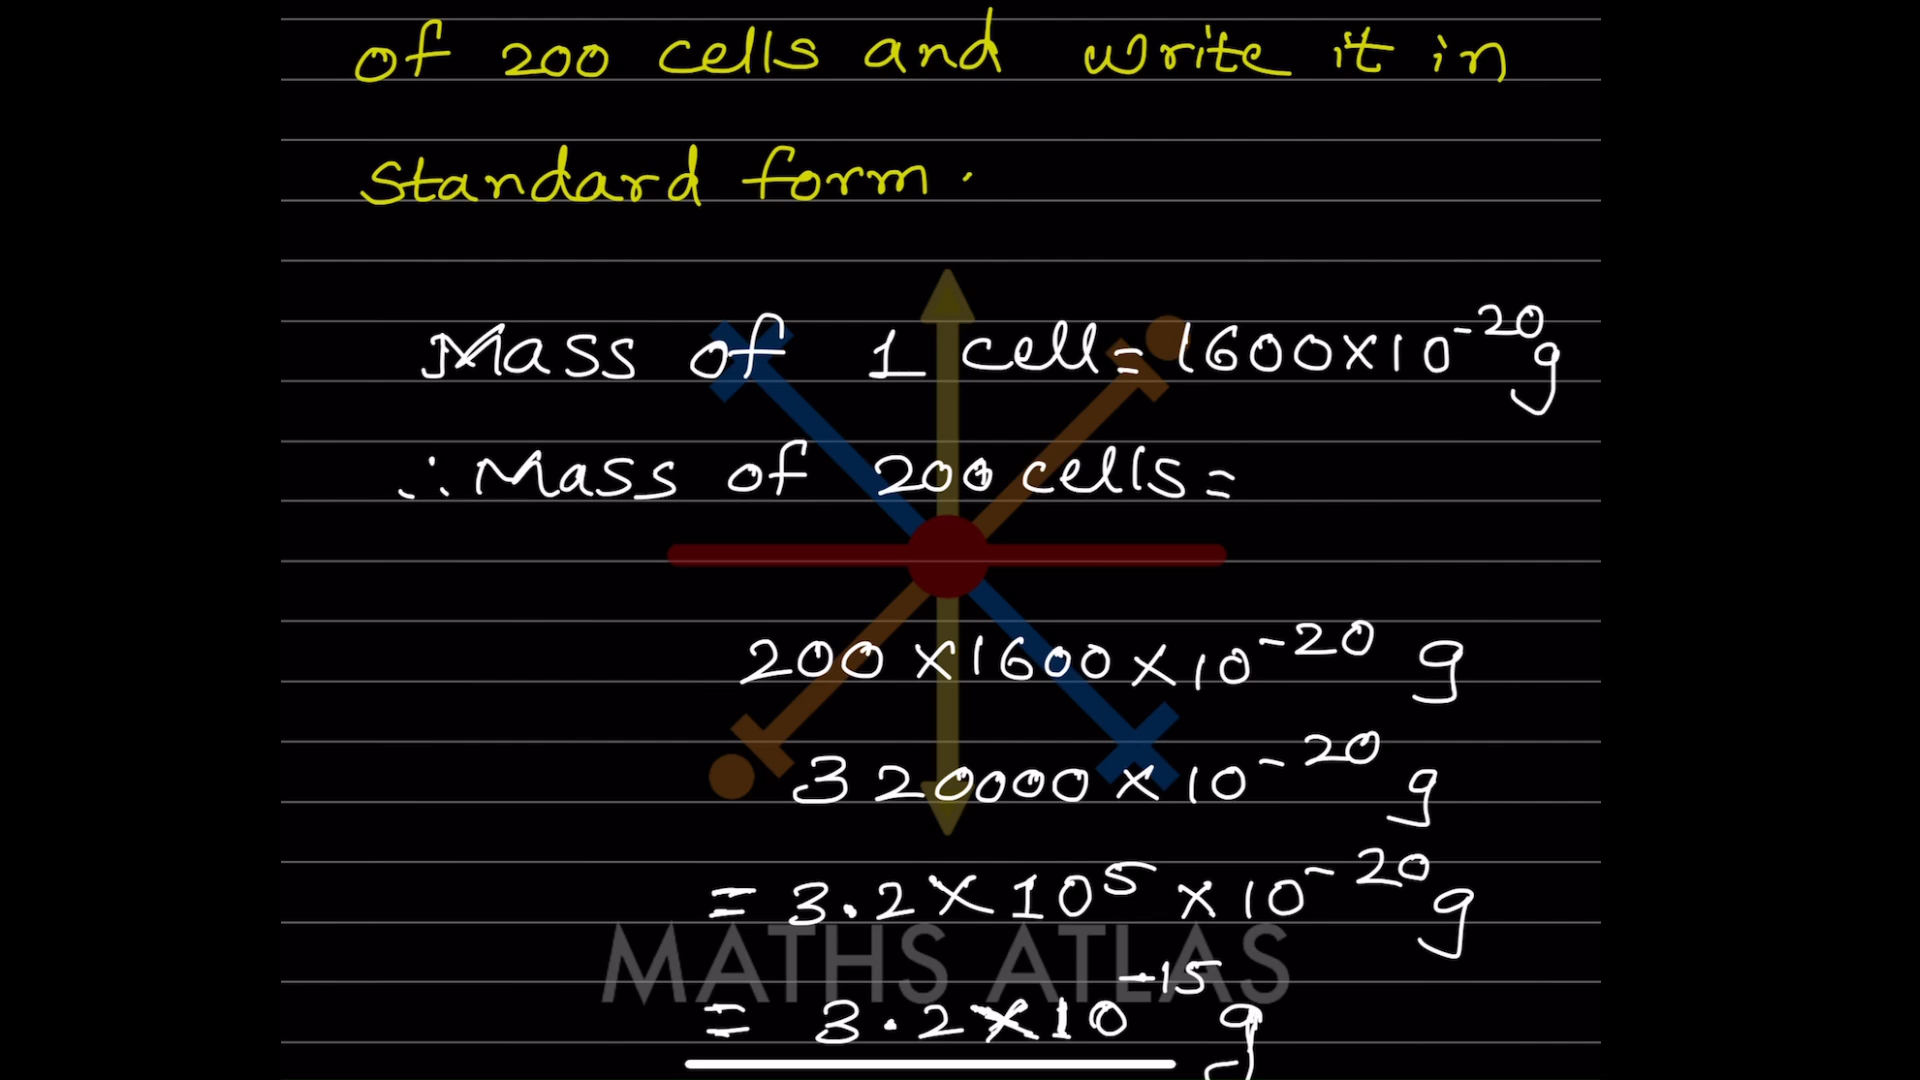 of 200 cells and write it in
standard form.
Mass of 1 cell = 1600×10⁻²⁰g
∴ Mass of 200 cells =
200 × 1600 × 10⁻²⁰ g
320000 × 10⁻²⁰ g
= 3.2 × 10⁵ × 10⁻²⁰ g
MATHS ATLAS
= 3.2 × 10⁻¹⁵ g